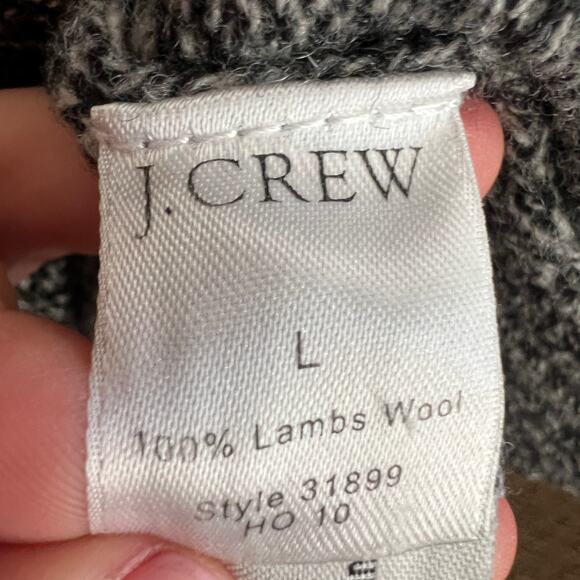 J.CREW
L
100% Lambs Wool
Style 31899
HO 10